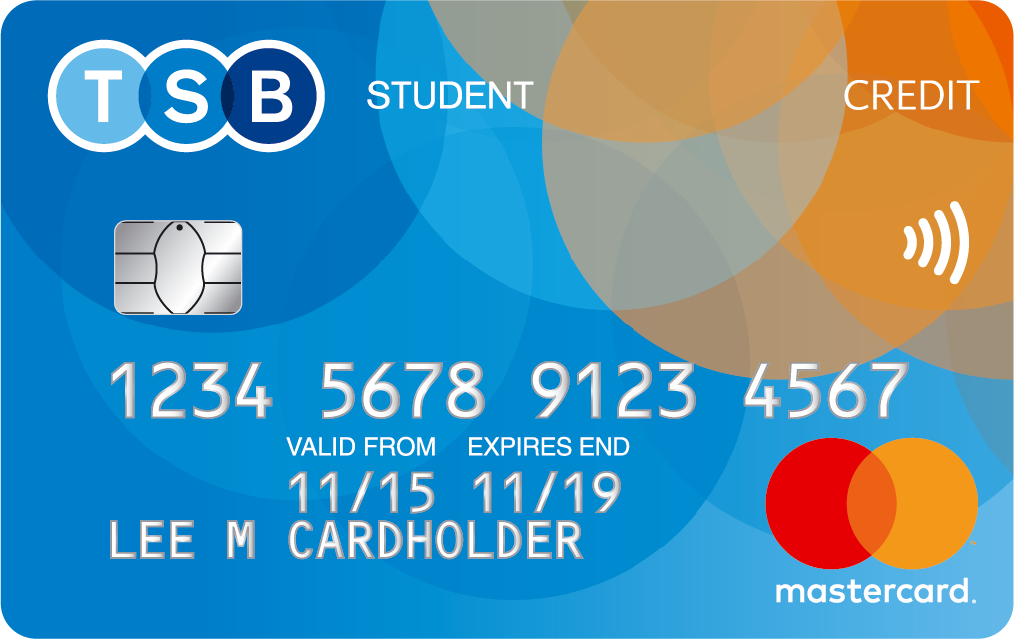 TSB STUDENT CREDIT
1234 5678 9123 4567
VALID FROM EXPIRES END
11/15 11/19
LEE M CARDHOLDER
mastercard.